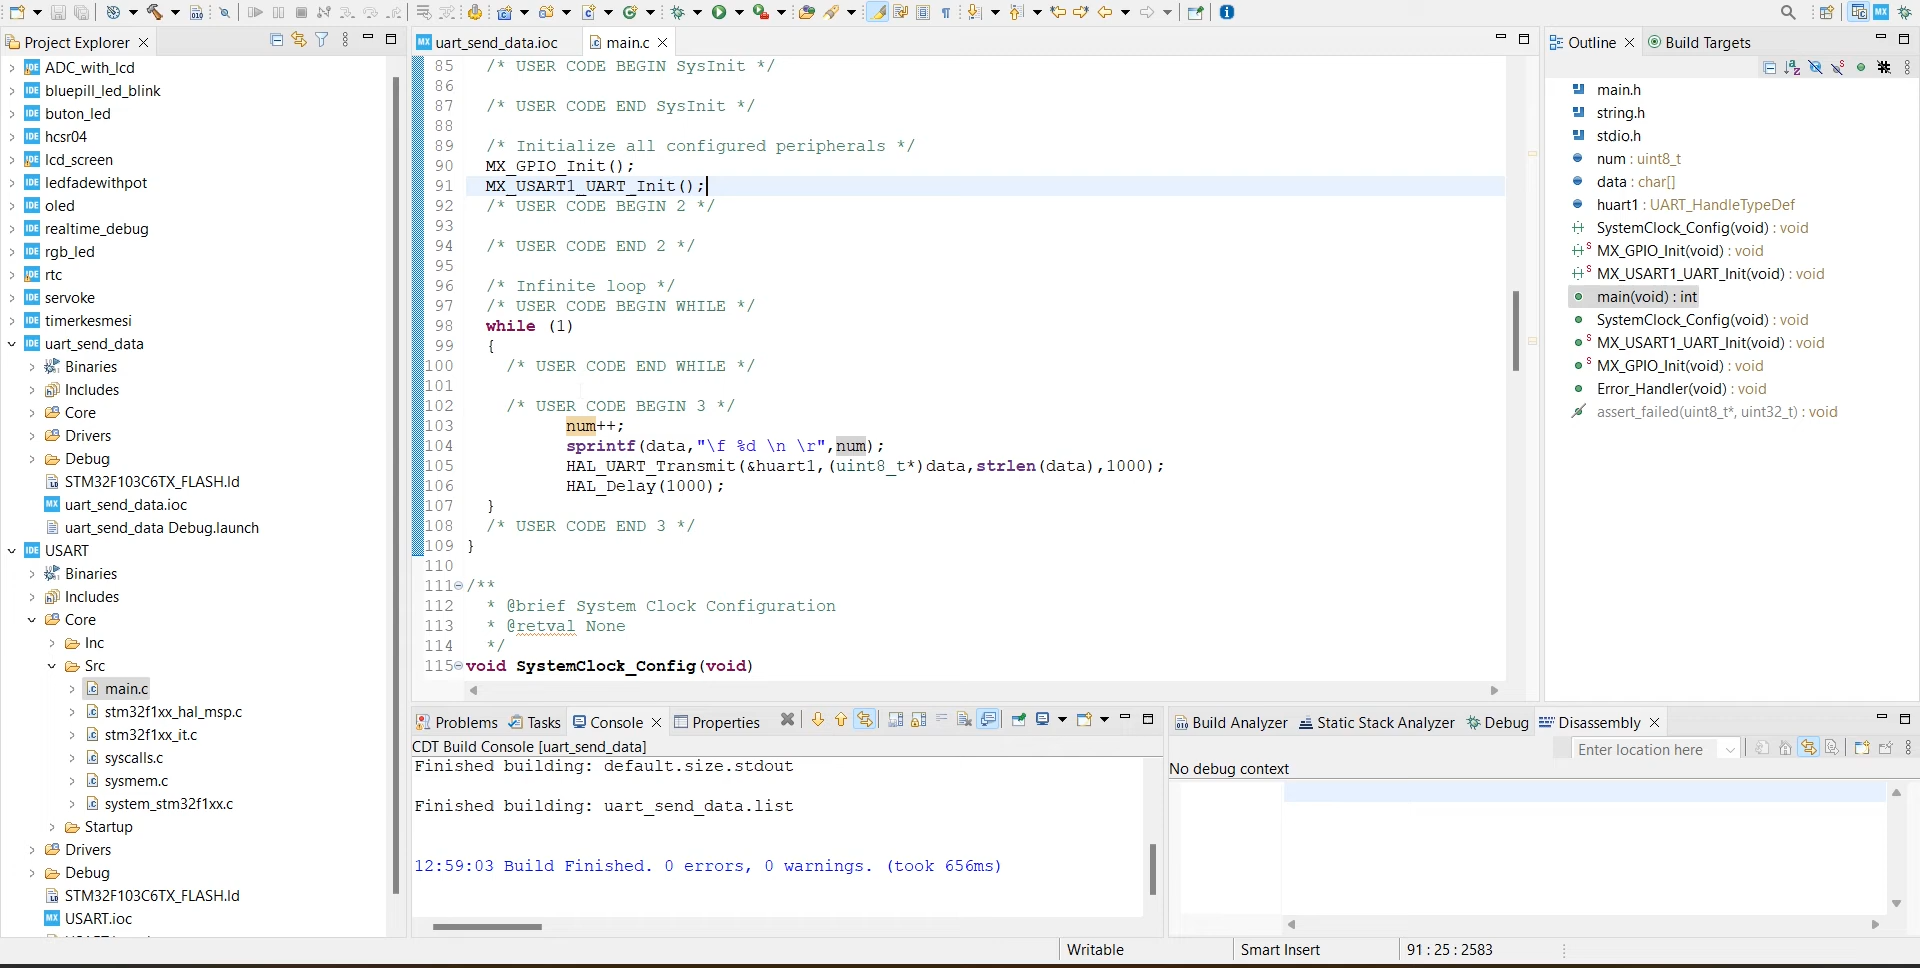 Project Explorer
ADC_with_lcd
bluepill_led_blink
buton_led
hcsr04
lcd_screen
ledfadewithpot
oled
realtime_debug
rgb_led
rtc
servoke
timerkesmesi
uart_send_data
Binaries
Includes
Core
Drivers
Debug
STM32F103C6TX_FLASH.ld
uart_send_data.ioc
uart_send_data Debug.launch
USART
Binaries
Includes
Core
Inc
Src
main.c
stm32f1xx_hal_msp.c
stm32f1xx_it.c
syscalls.c
sysmem.c
system_stm32f1xx.c
Startup
Drivers
Debug
STM32F103C6TX_FLASH.ld
USART.ioc
uart_send_data.ioc main.c
85 /* USER CODE BEGIN SysInit */
86
87 /* USER CODE END SysInit */
88
89 /* Initialize all configured peripherals */
90 MX_GPIO_Init();
91 MX_USART1_UART_Init();
92 /* USER CODE BEGIN 2 */
93
94 /* USER CODE END 2 */
95
96 /* Infinite loop */
97 /* USER CODE BEGIN WHILE */
98 while (1)
99 {
100 /* USER CODE END WHILE */
101
102 /* USER CODE BEGIN 3 */
103 num++;
104 sprintf(data,"\f %d \n \r",num);
105 HAL_UART_Transmit(&huart1,(uint8_t*)data,strlen(data),1000);
106 HAL_Delay(1000);
107 }
108 /* USER CODE END 3 */
109 }
110
111 /**
112 * @brief System Clock Configuration
113 * @retval None
114 */
115 void SystemClock_Config(void)
Outline Build Targets
main.h
string.h
stdio.h
num : uint8_t
data : char[]
huart1 : UART_HandleTypeDef
SystemClock_Config(void) : void
MX_GPIO_Init(void) : void
MX_USART1_UART_Init(void) : void
main(void) : int
SystemClock_Config(void) : void
MX_USART1_UART_Init(void) : void
MX_GPIO_Init(void) : void
Error_Handler(void) : void
assert_failed(uint8_t*, uint32_t) : void
Problems Tasks Console Properties
CDT Build Console [uart_send_data]
Finished building: default.size.stdout
Finished building: uart_send_data.list
12:59:03 Build Finished. 0 errors, 0 warnings. (took 656ms)
Build Analyzer Static Stack Analyzer Debug Disassembly
Enter location here
No debug context
Writable Smart Insert 91 : 25 : 2583